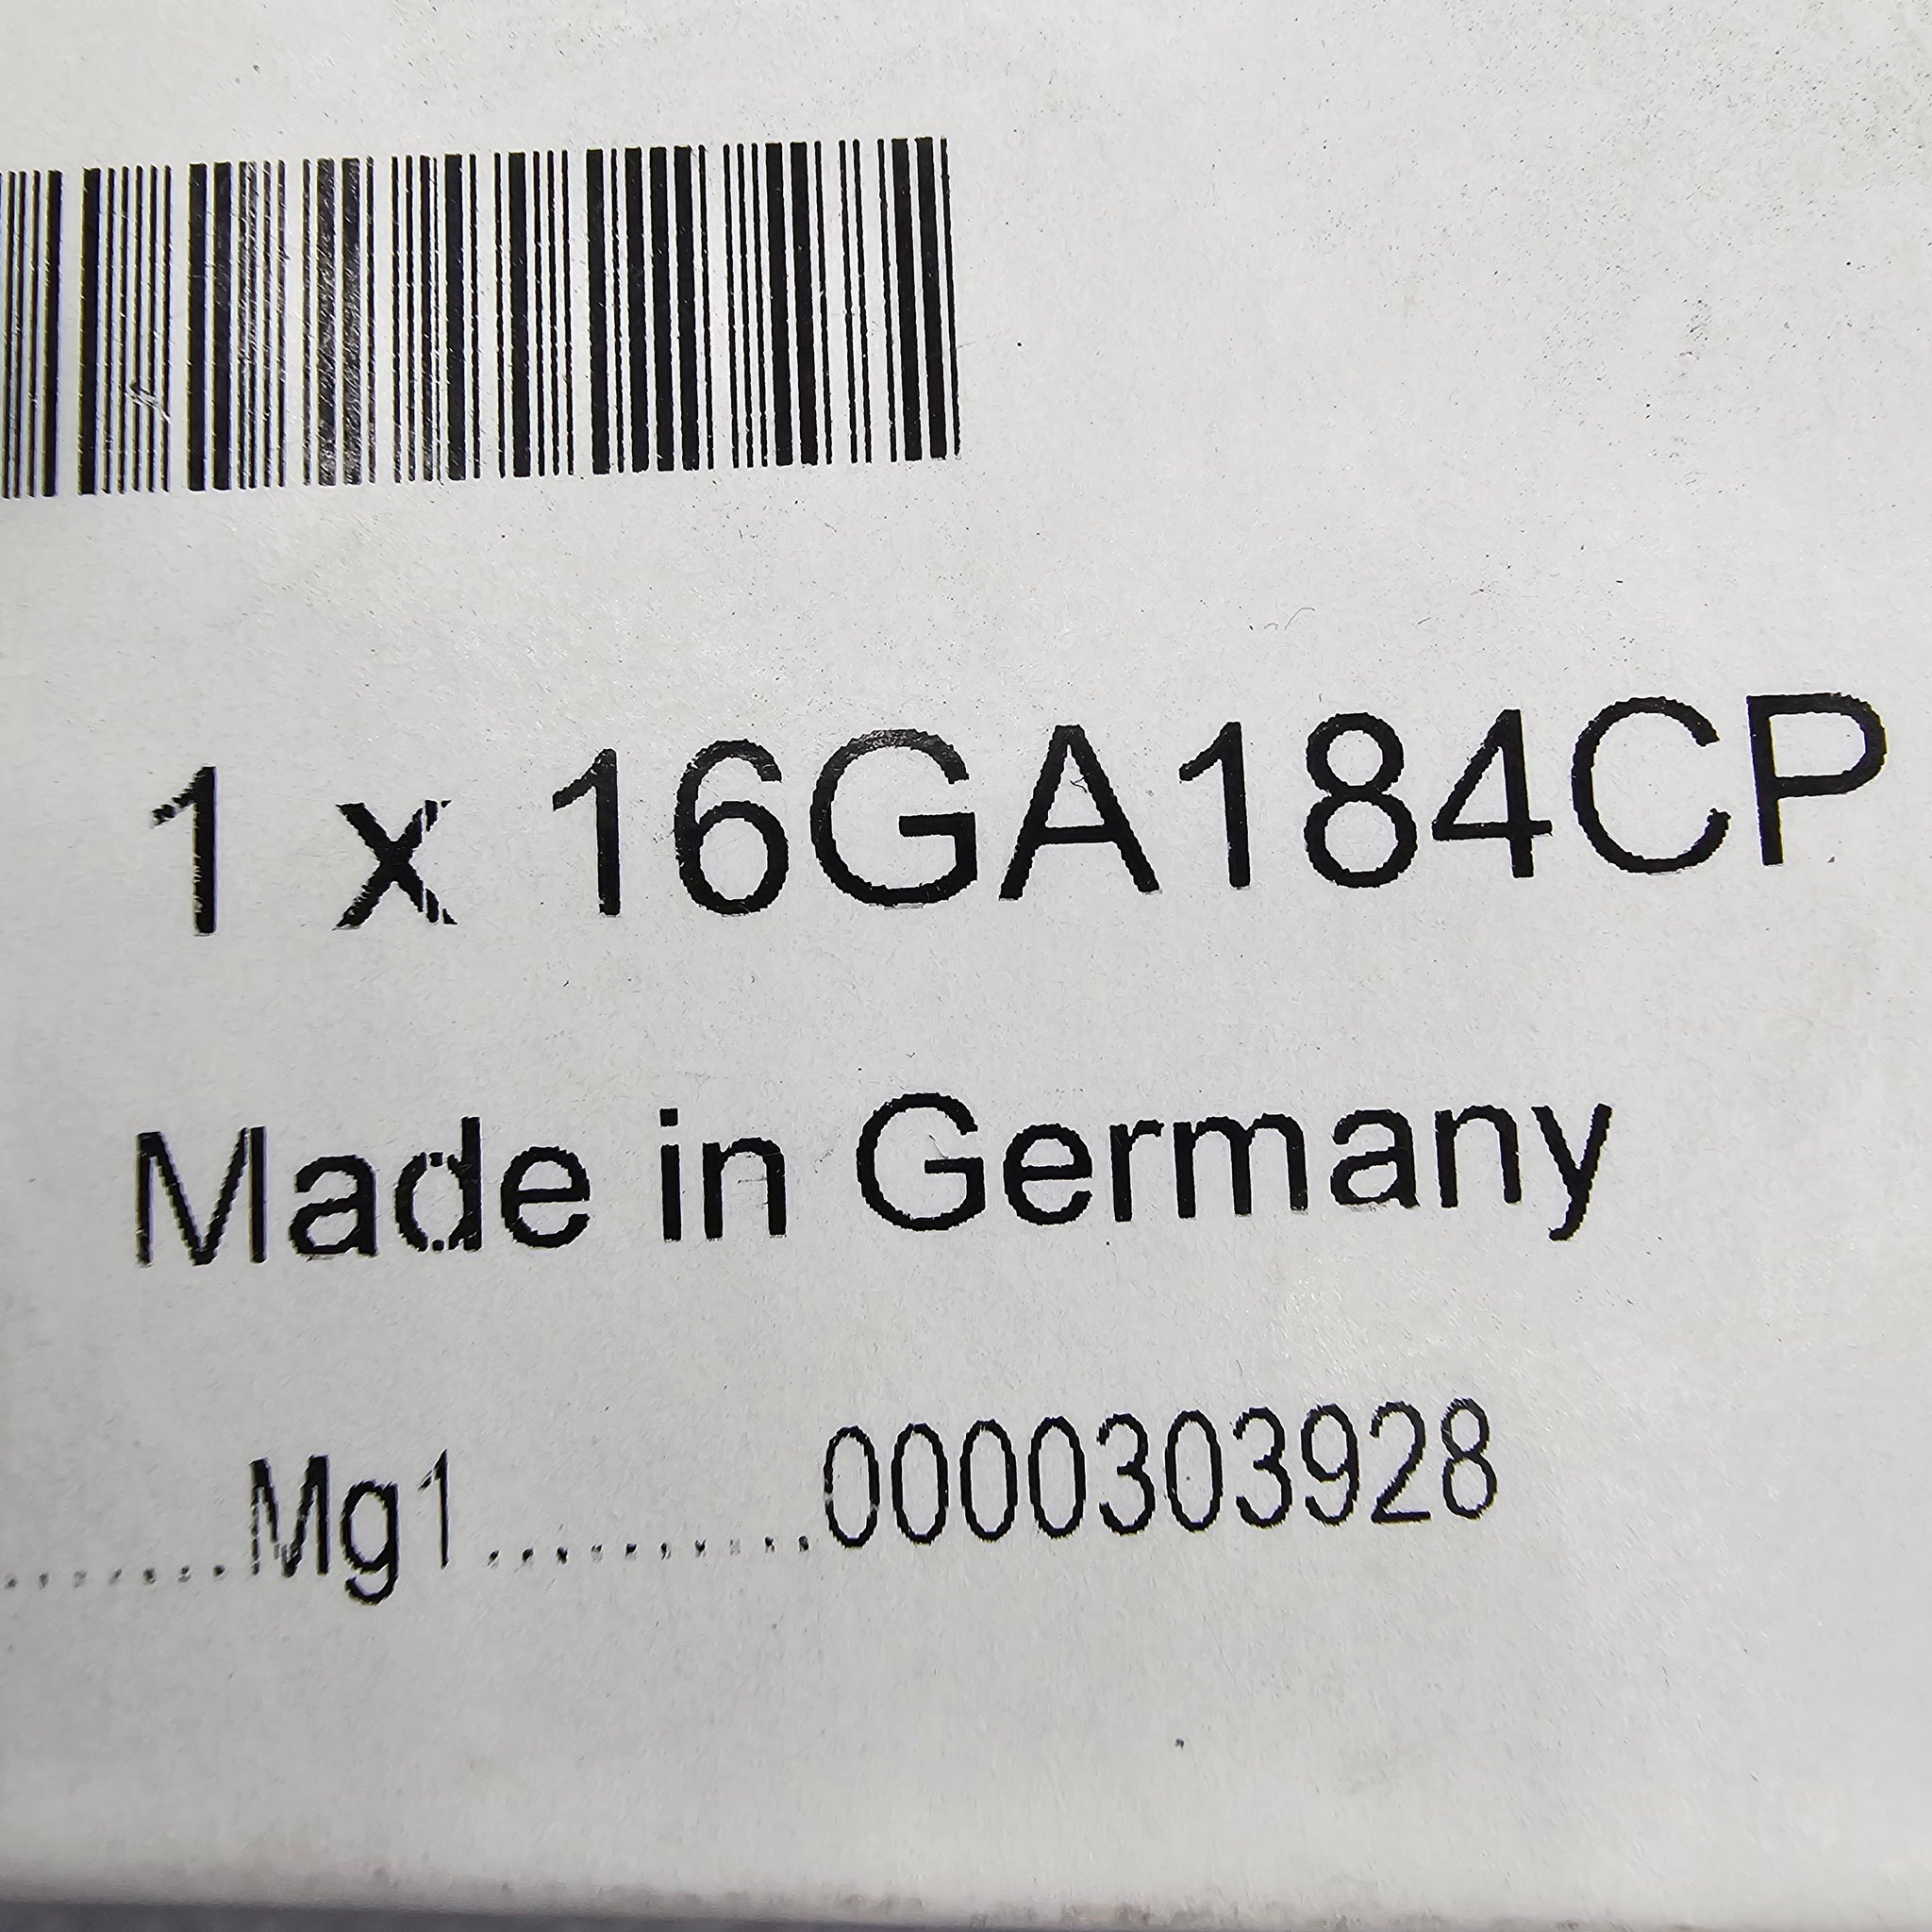 1 x 16GA184CP
Made in Germany
.......Mg1..........0000303928